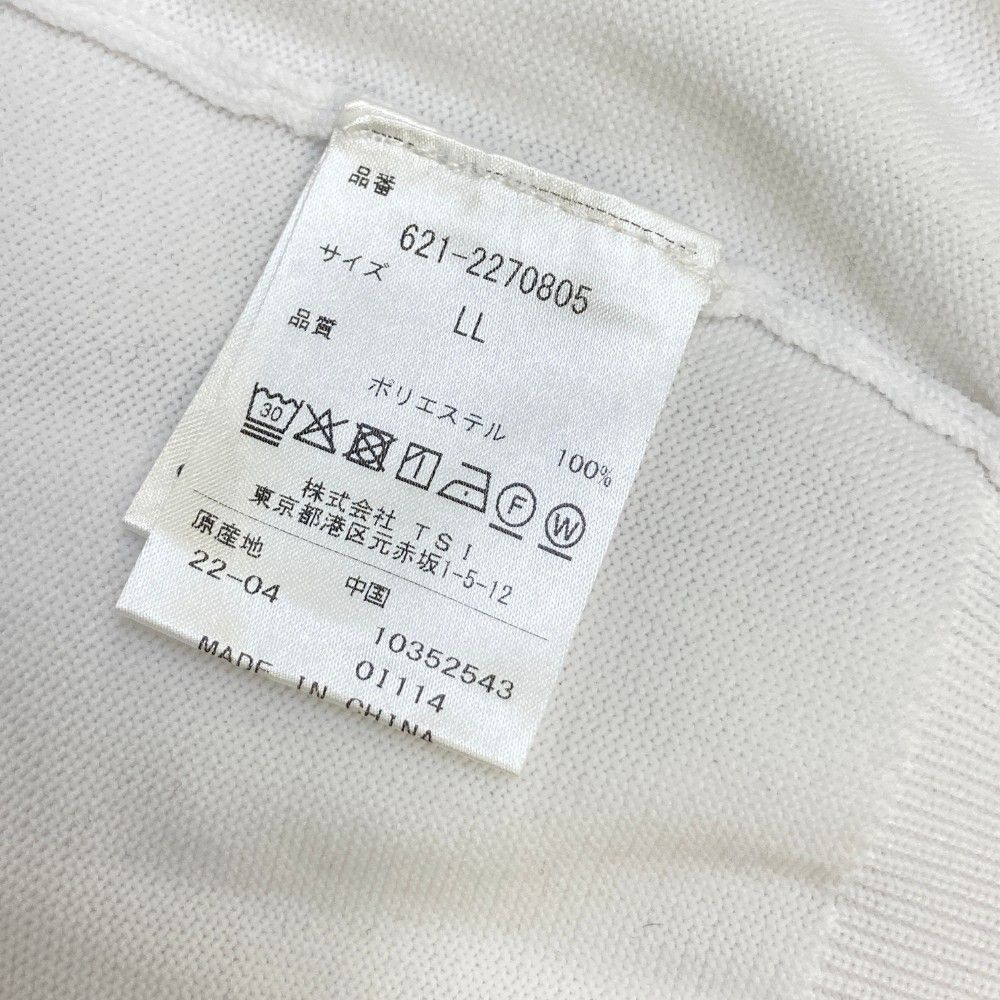 品番
621-2270805
サイズ
LL
品質
ポリエステル 100%
30
F W
株式会社 TSI
東京都港区元赤坂1-5-12
原産地 中国
22-04
10352543
01114
MADE IN CHINA